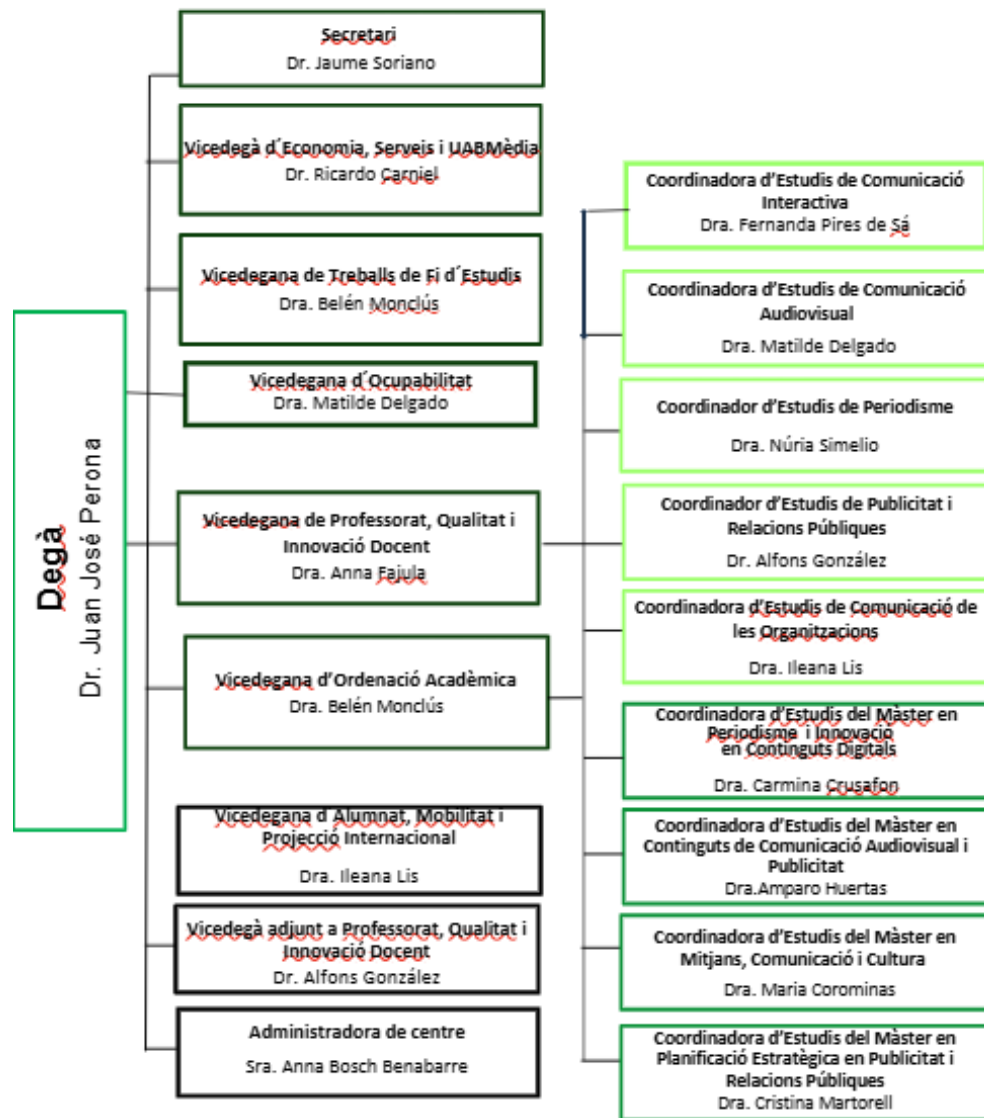 Degà
Dr. Juan José Perona
Secretari
Dr. Jaume Soriano
Vicedegà d´Economia, Serveis i UABMèdia
Dr. Ricardo Carniel
Vicedegana de Treballs de Fi d´Estudis
Dra. Belén Monclús
Vicedegana d´Ocupabilitat
Dra. Matilde Delgado
Vicedegana de Professorat, Qualitat i
Innovació Docent
Dra. Anna Fajula
Vicedegana d’Ordenació Acadèmica
Dra. Belén Monclús
Vicedegana d Alumnat, Mobilitat i
Projecció Internacional
Dra. Ileana Lis
Vicedegà adjunt a Professorat, Qualitat i
Innovació Docent
Dr. Alfons González
Administradora de centre
Sra. Anna Bosch Benabarre
Coordinadora d’Estudis de Comunicació
Interactiva
Dra. Fernanda Pires de Sá
Coordinadora d’Estudis de Comunicació
Audiovisual
Dra. Matilde Delgado
Coordinador d’Estudis de Periodisme
Dra. Núria Simelio
Coordinador d’Estudis de Publicitat i
Relacions Públiques
Dr. Alfons González
Coordinadora d’Estudis de Comunicació de
les Organitzacions
Dra. Ileana Lis
Coordinadora d’Estudis del Màster en
Periodisme i Innovació
en Continguts Digitals
Dra. Carmina Crusafon
Coordinadora d’Estudis del Màster en
Continguts de Comunicació Audiovisual i
Publicitat
Dra.Amparo Huertas
Coordinadora d’Estudis del Màster en
Mitjans, Comunicació i Cultura
Dra. Maria Corominas
Coordinadora d’Estudis del Màster en
Planificació Estratègica en Publicitat i
Relacions Públiques
Dra. Cristina Martorell